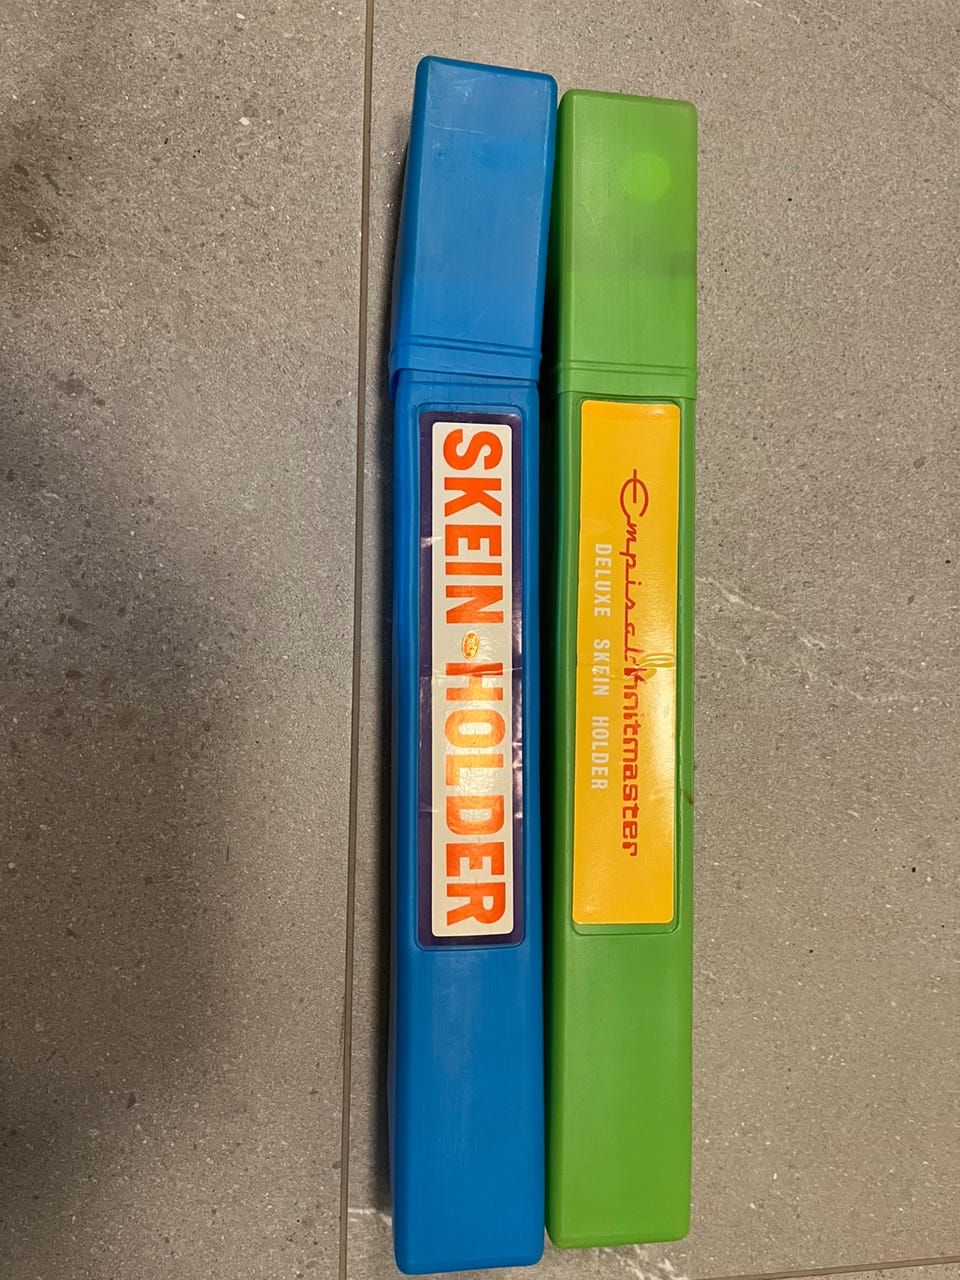 SKEIN HOLDER
Empisal-Knitmaster
DELUXE SKEIN HOLDER